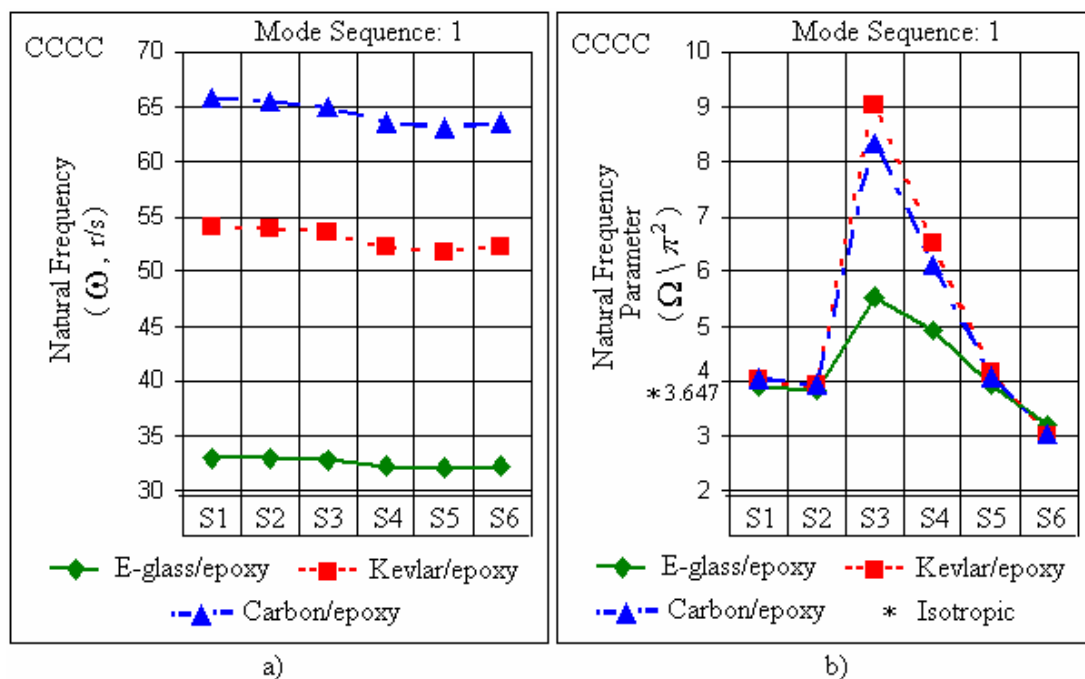 CCCC
Mode Sequence: 1
Natural Frequency
( ω , r/s)
70
65
60
55
50
45
40
35
30
S1 S2 S3 S4 S5 S6
E-glass/epoxy
Kevlar/epoxy
Carbon/epoxy
a)
CCCC
Mode Sequence: 1
Natural Frequency
Parameter
( Ω \ π²)
10
9
8
7
6
5
4
*3.647
3
2
S1 S2 S3 S4 S5 S6
E-glass/epoxy
Kevlar/epoxy
Carbon/epoxy
* Isotropic
b)